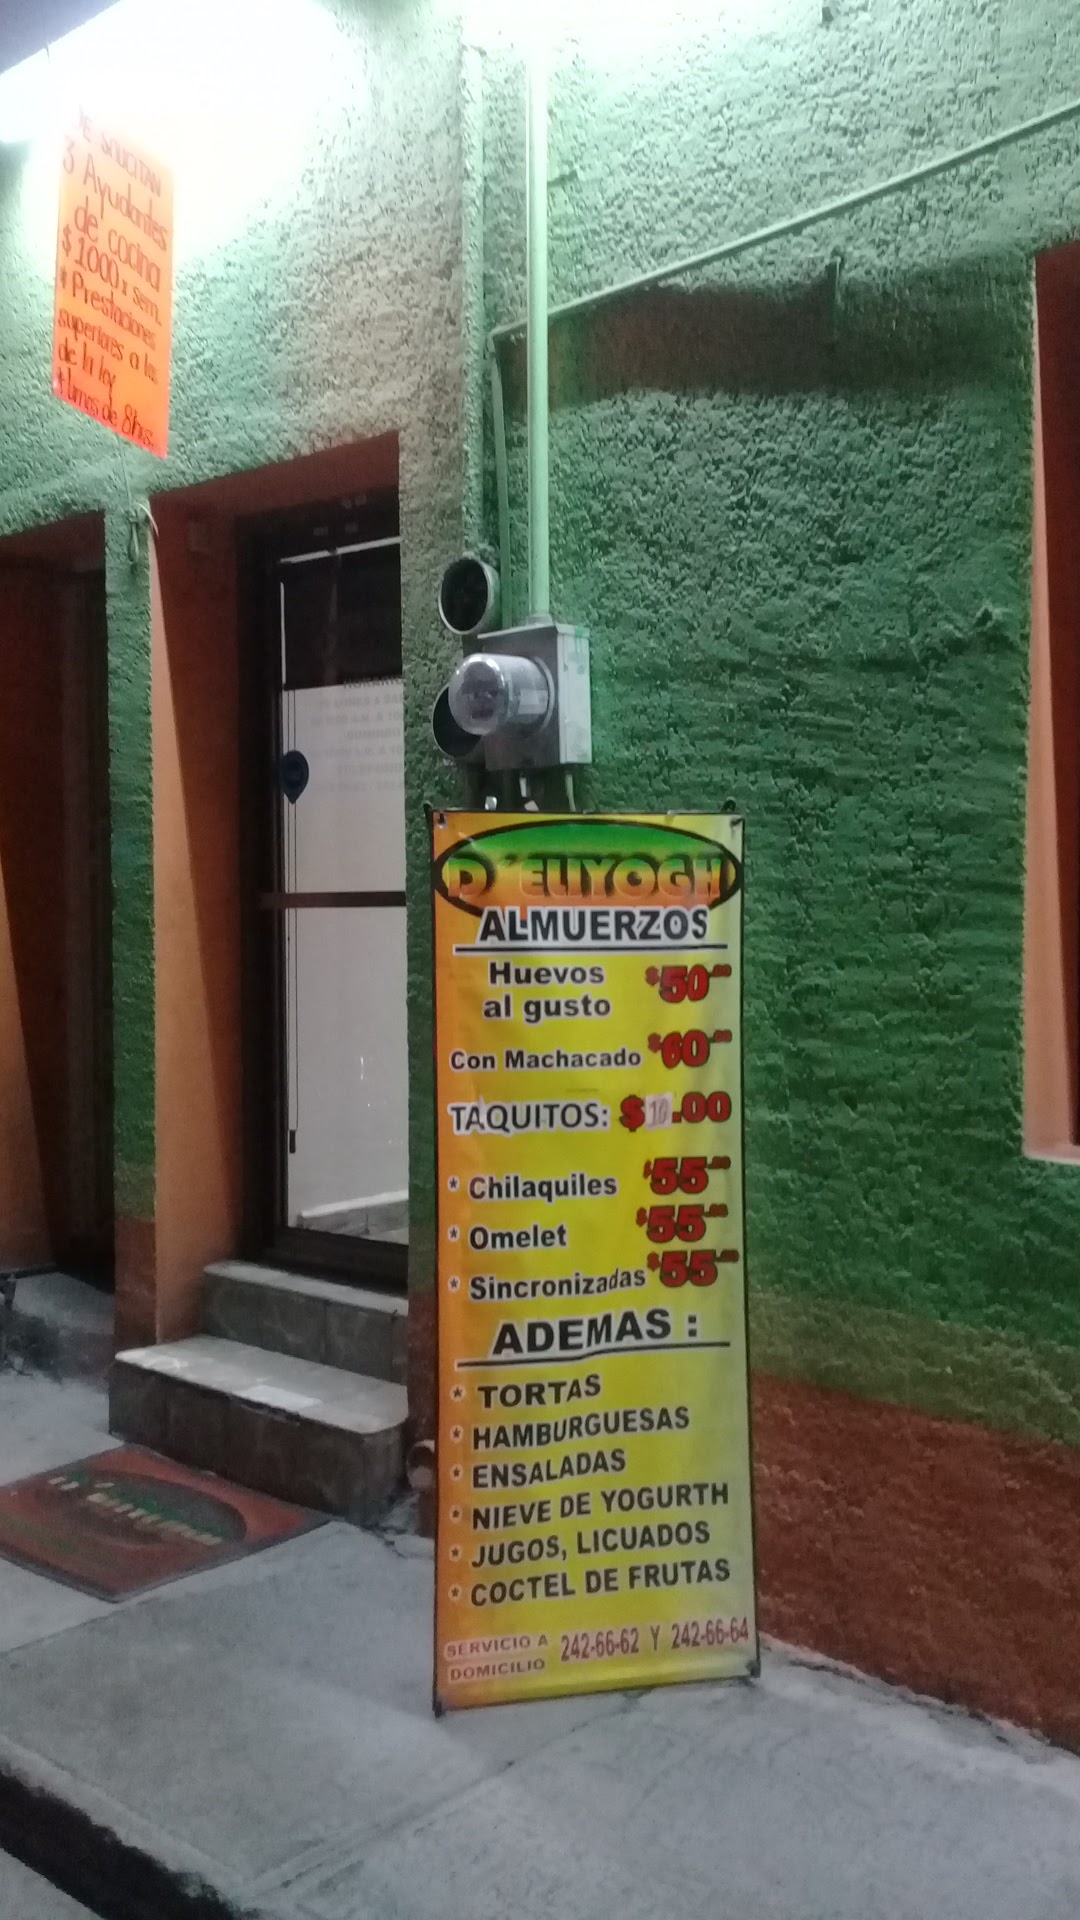 SE SOLICITAN
3 Ayudantes
de cocina
$1000 x sem.
* Prestaciones
superiores a las
de la ley
* turnos de 8hrs.
D´ELIYOGH
ALMUERZOS
Huevos
al gusto $50.00
Con Machacado $60.00
TAQUITOS: $10.00
* Chilaquiles $55.00
* Omelet $55.00
* Sincronizadas $55.00
ADEMAS :
* TORTAS
* HAMBURGUESAS
* ENSALADAS
* NIEVE DE YOGURTH
* JUGOS, LICUADOS
* COCTEL DE FRUTAS
SERVICIO A
DOMICILIO 242-66-62 Y 242-66-64